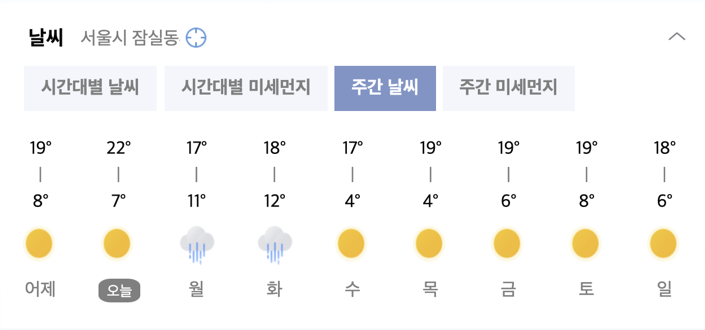 날씨 서울시 잠실동
시간대별 날씨 시간대별 미세먼지 주간 날씨 주간 미세먼지
19° 22° 17° 18° 17° 19° 19° 19° 18°
8° 7° 11° 12° 4° 4° 6° 8° 6°
어제 오늘 월 화 수 목 금 토 일